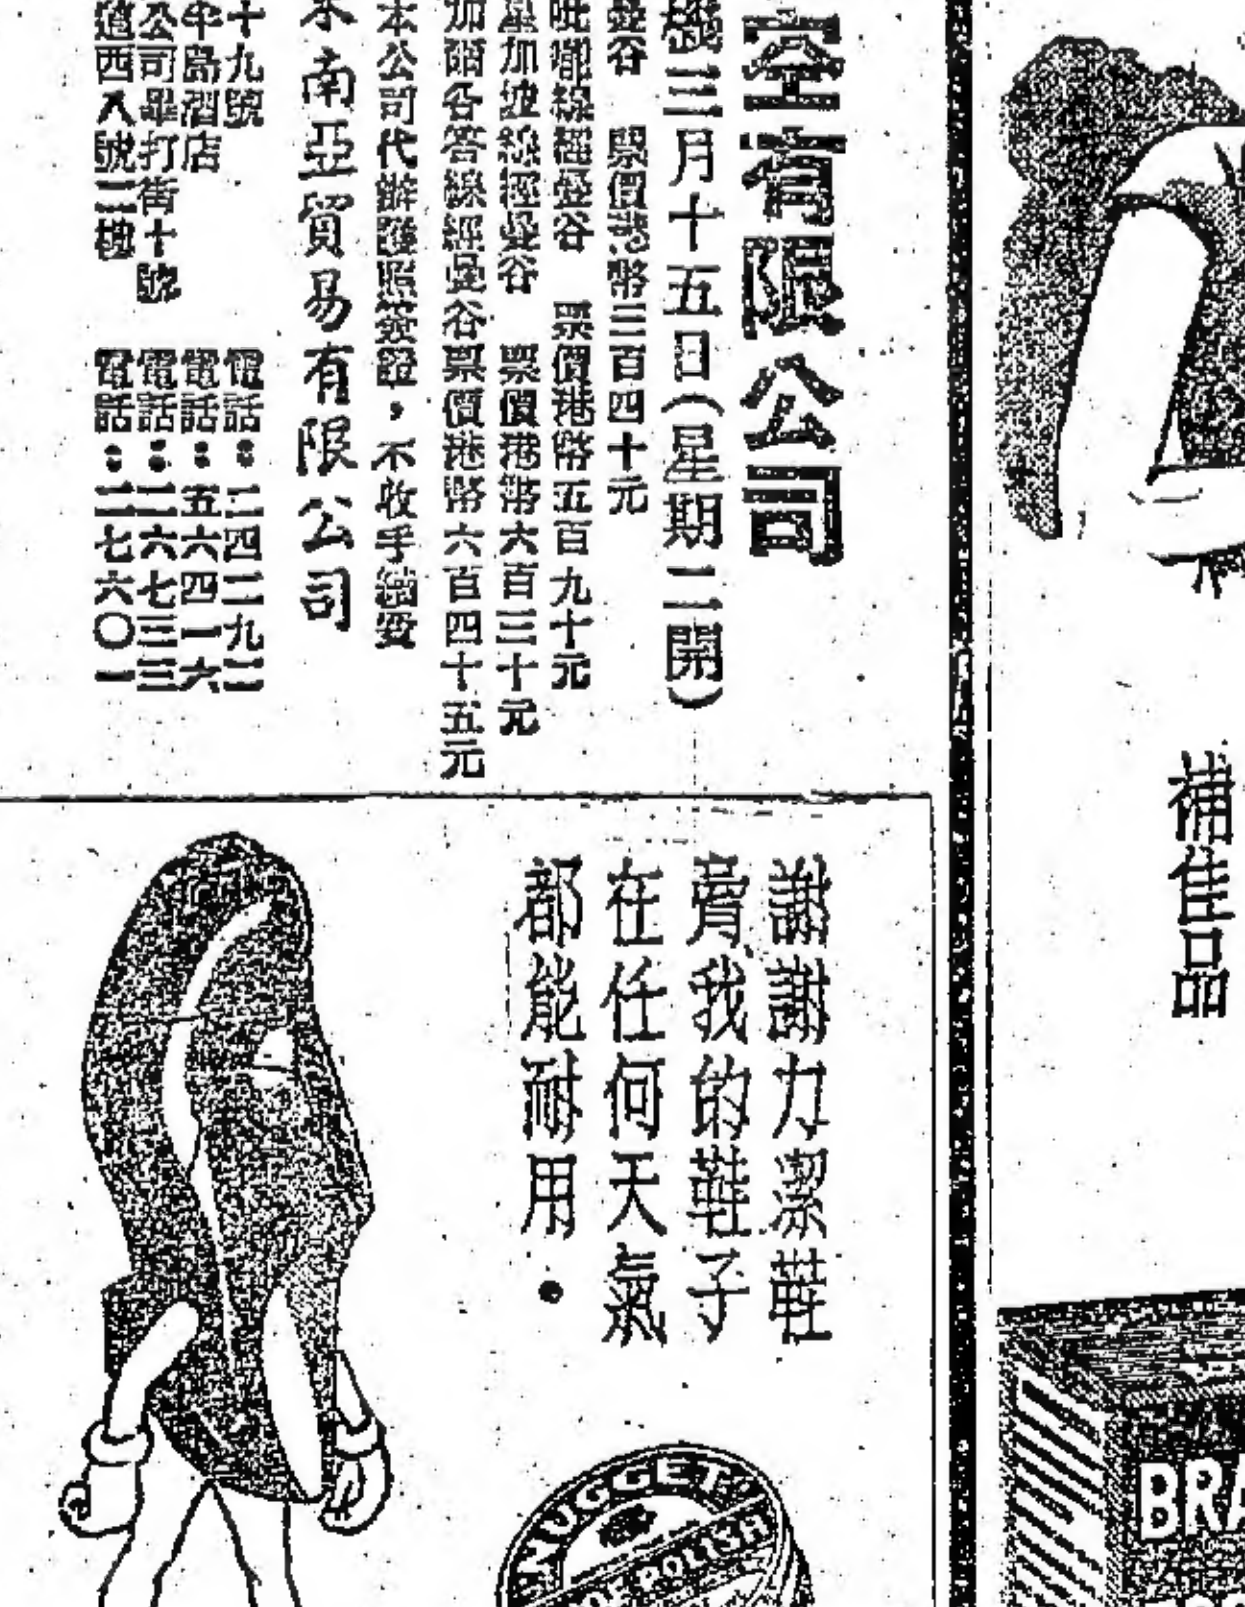 補佳品
BRA
空有限公司
機三月十五日(星期二開)
曼谷 票價港幣三百四十元
吡嚰線經曼谷 票價港幣五百九十元
星加坡線經曼谷 票價港幣六百三十元
加爾各答線經曼谷票價港幣六百四十五元
本公司代辦護照簽證，不收手續費
東南亞貿易有限公司
十九號 電話：二四二九二
半島酒店 電話：五六四一六
公司畢打街十號 電話：二六七三三
道西八號二樓 電話：二七六〇一
謝謝力潔鞋
膏我的鞋子
在任何天氣
都能耐用．
NUGGET
POLISH